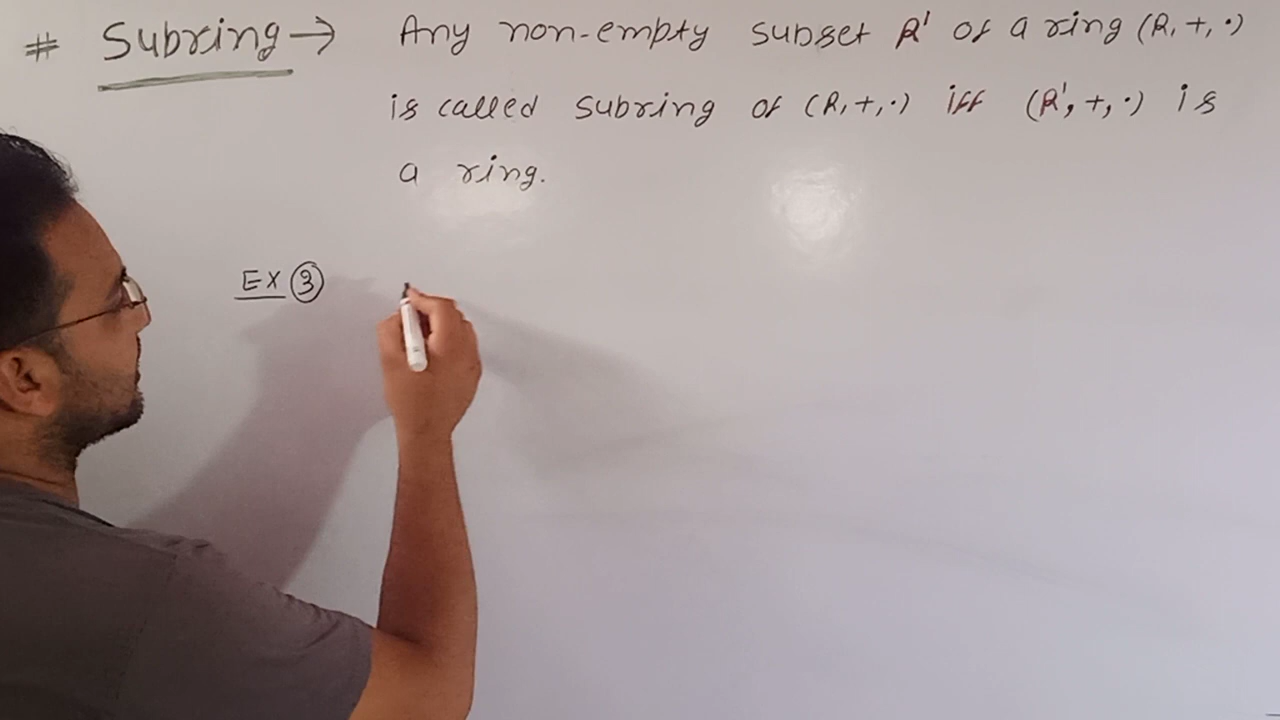 # Subring → Any non-empty subset R' of a ring (R, +, ·)
is called subring of (R, +, ·) iff (R', +, ·) is
a ring.
EX ③